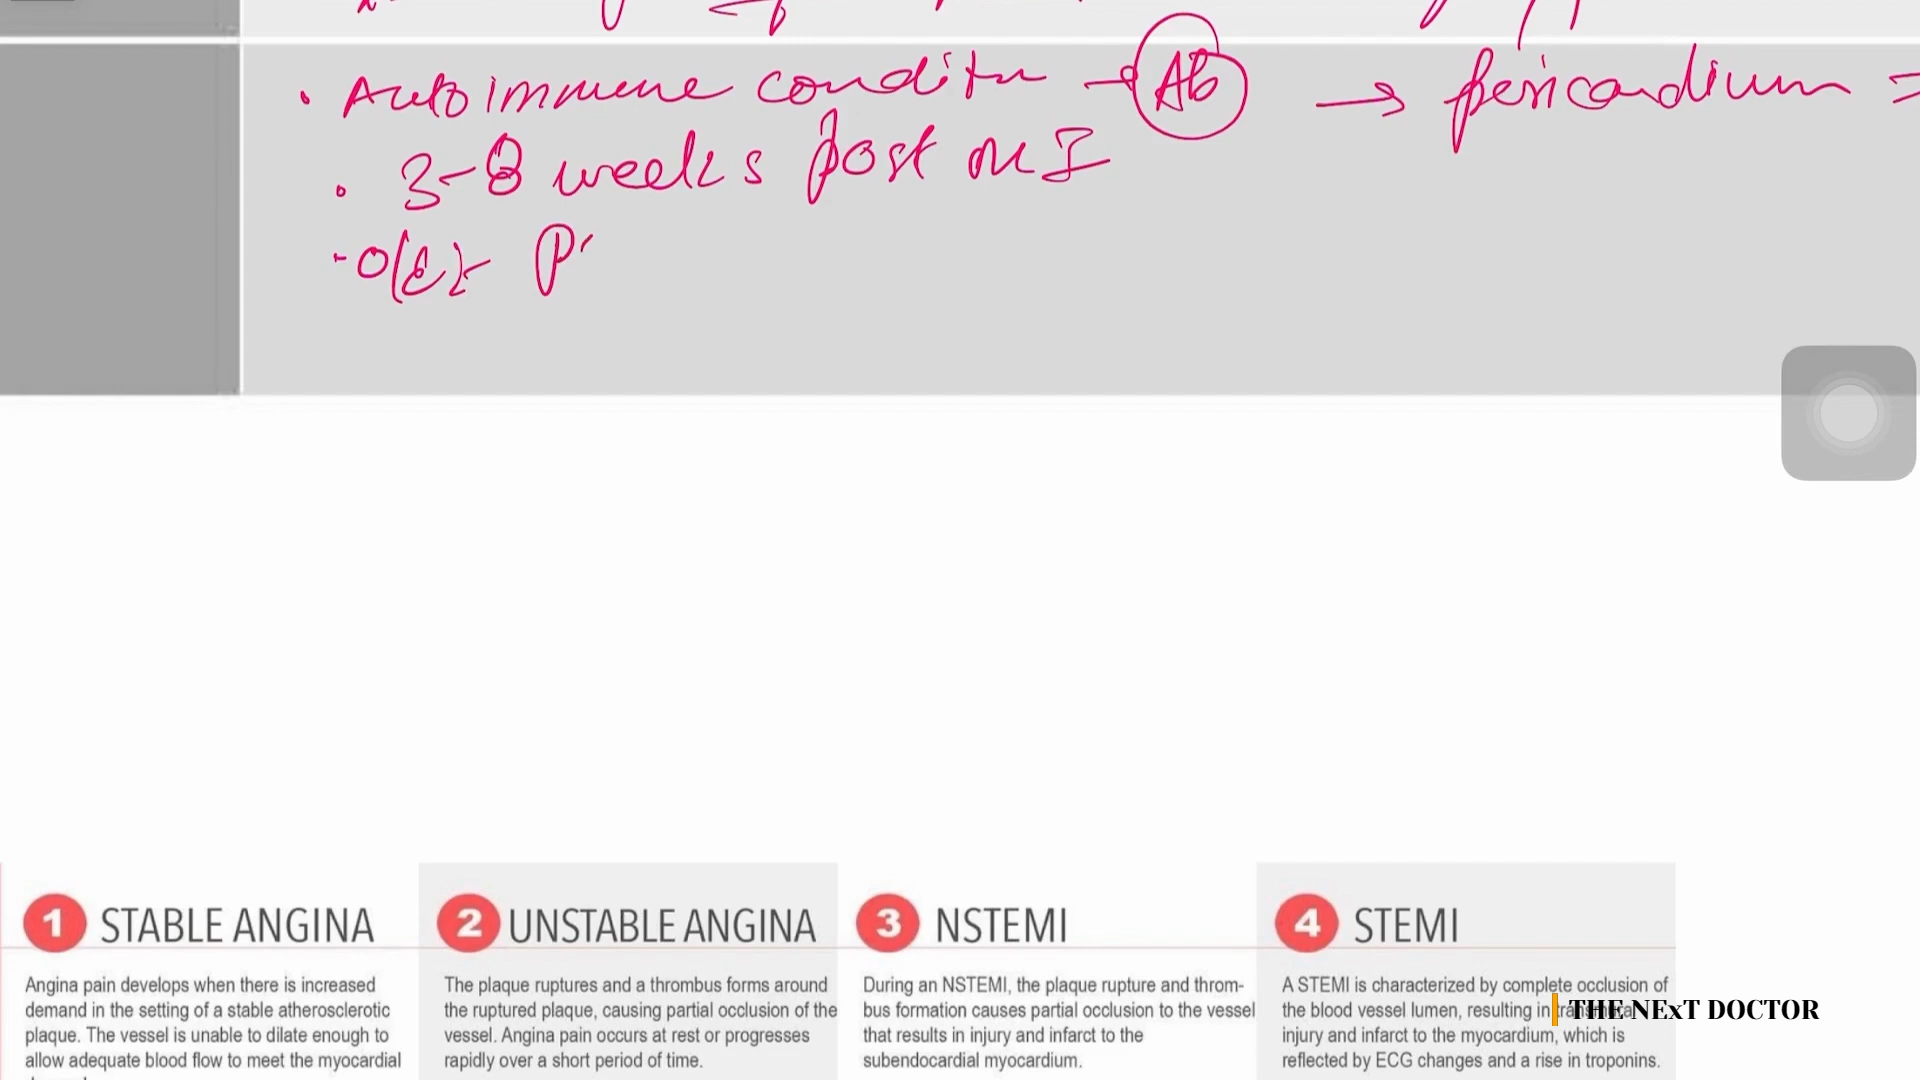 . Autoimmune conditn → Ab → pericardium =
. 3-8 weeks post MI
- O/E :- P
1 STABLE ANGINA
Angina pain develops when there is increased
demand in the setting of a stable atherosclerotic
plaque. The vessel is unable to dilate enough to
allow adequate blood flow to meet the myocardial
2 UNSTABLE ANGINA
The plaque ruptures and a thrombus forms around
the ruptured plaque, causing partial occlusion of the
vessel. Angina pain occurs at rest or progresses
rapidly over a short period of time.
3 NSTEMI
During an NSTEMI, the plaque rupture and throm-
bus formation causes partial occlusion to the vessel
that results in injury and infarct to the
subendocardial myocardium.
4 STEMI
A STEMI is characterized by complete occlusion of
the blood vessel lumen, resulting in transmural
injury and infarct to the myocardium, which is
reflected by ECG changes and a rise in troponins.
THE NExT DOCTOR